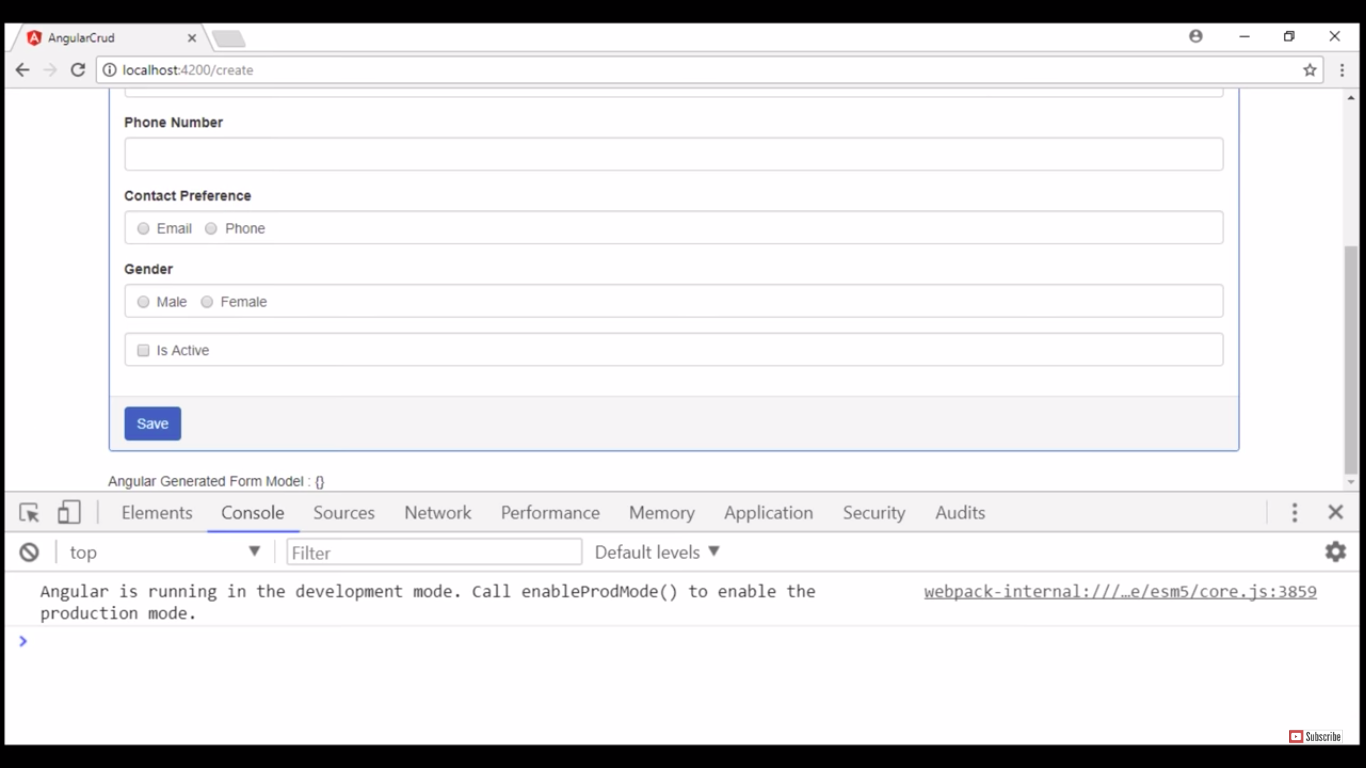 AngularCrud
localhost:4200/create
Phone Number
Contact Preference
Email Phone
Gender
Male Female
Is Active
Save
Angular Generated Form Model : {}
Elements Console Sources Network Performance Memory Application Security Audits
top Filter Default levels
Angular is running in the development mode. Call enableProdMode() to enable the webpack-internal:///…e/esm5/core.js:3859
production mode.
Subscribe